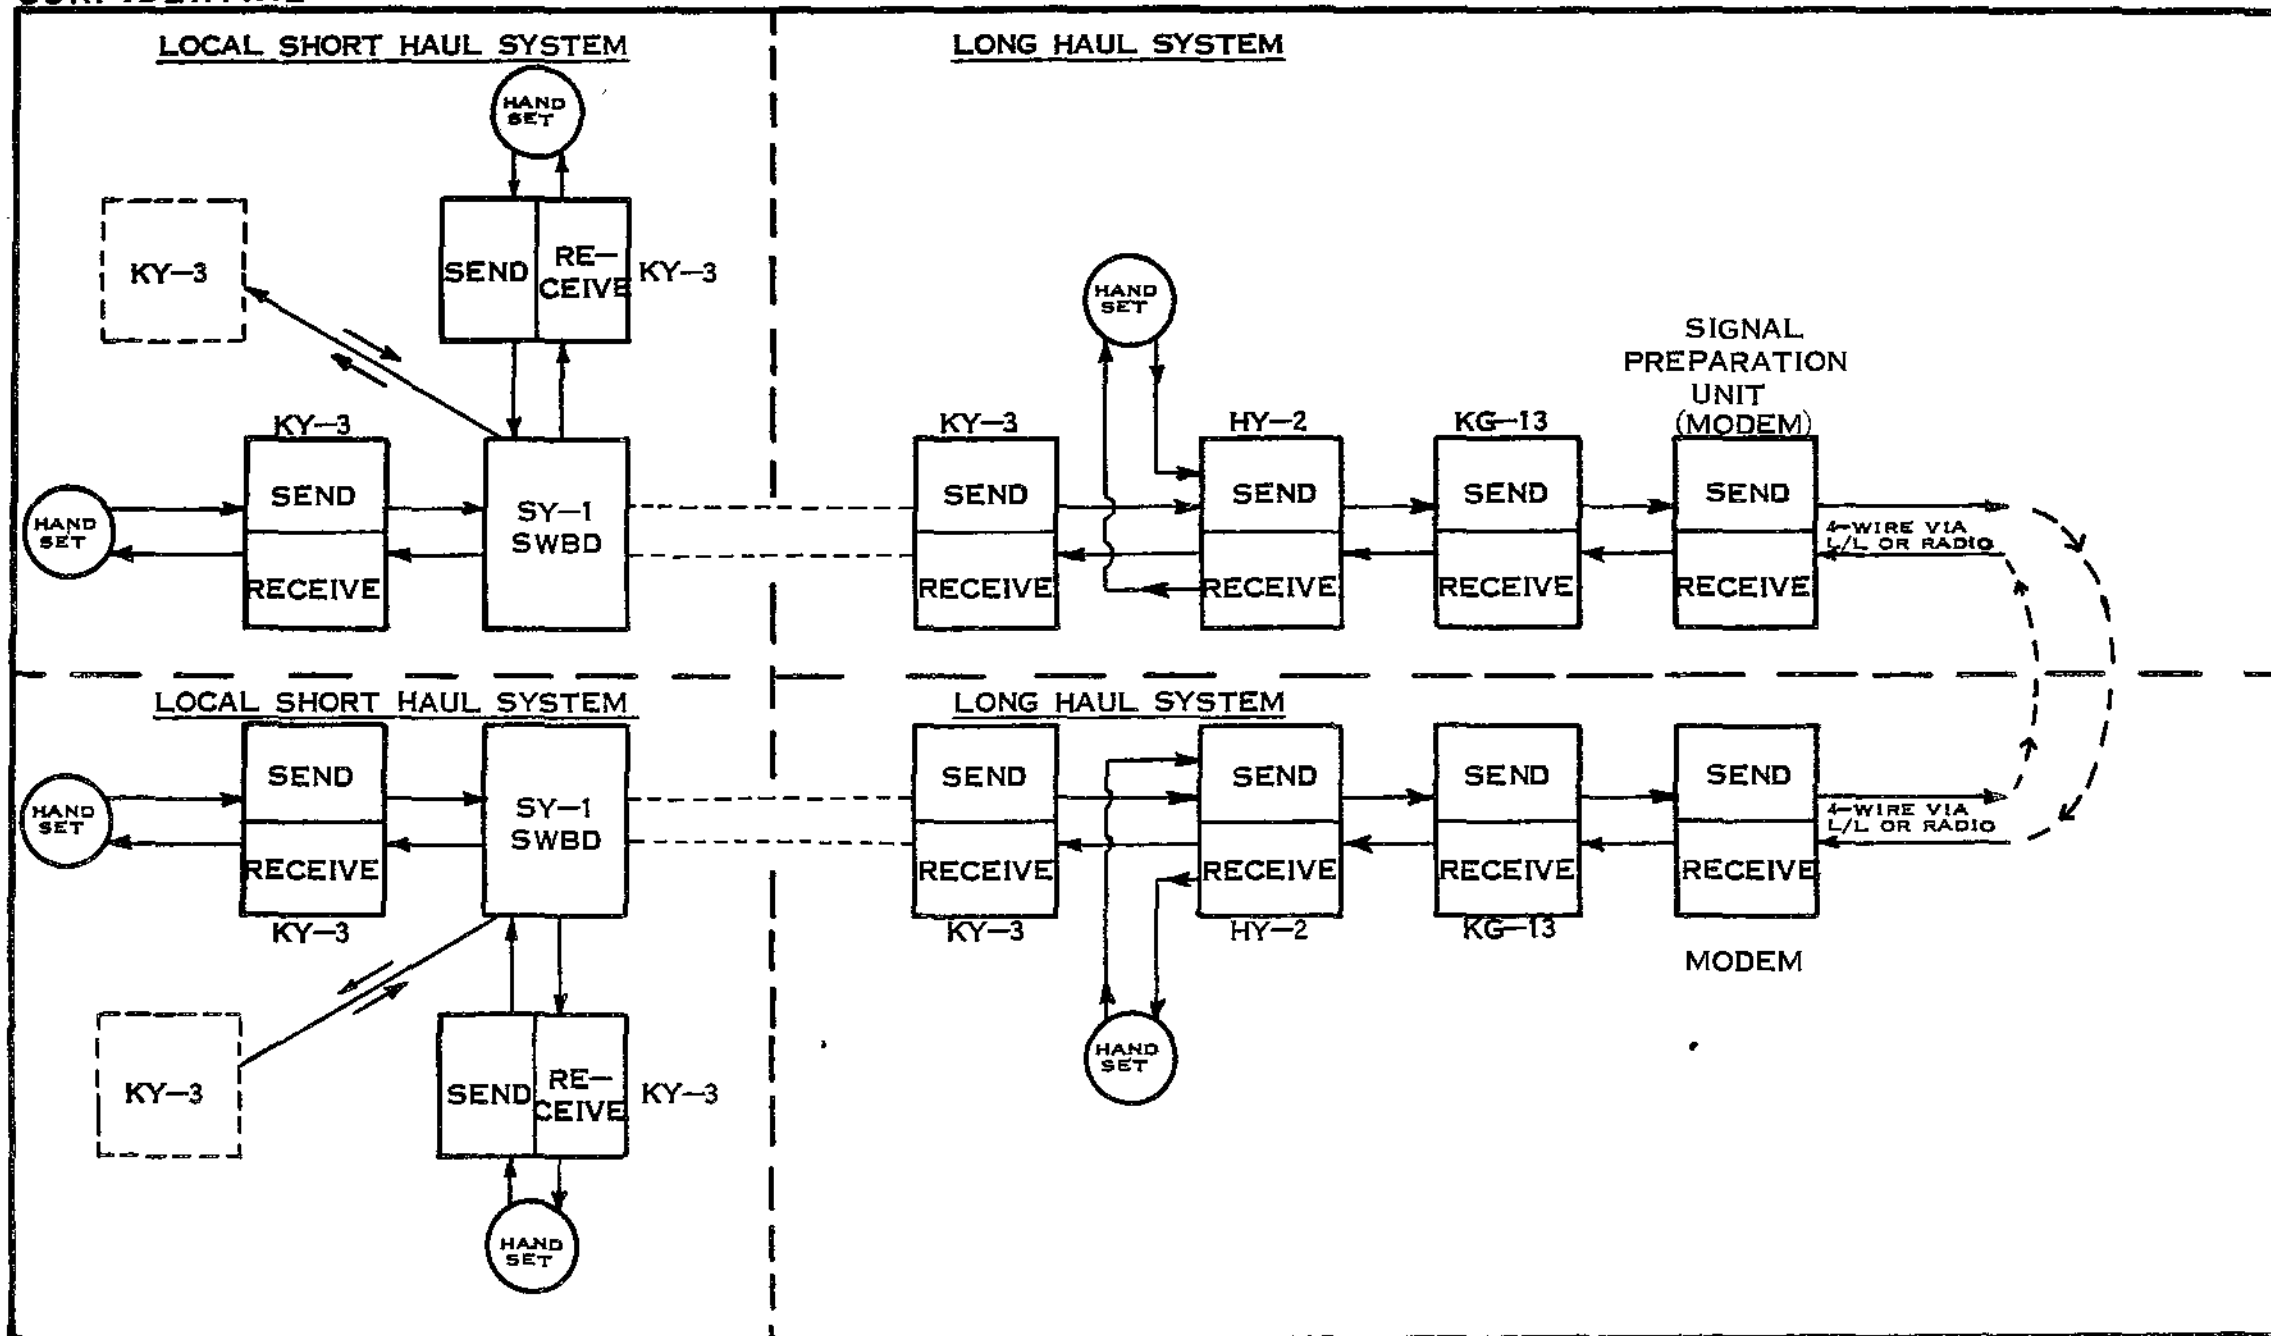 LOCAL SHORT HAUL SYSTEM
LONG HAUL SYSTEM
HAND
SET
KY-3
SEND
RE-
CEIVE
KY-3
HAND
SET
SIGNAL
PREPARATION
UNIT
(MODEM)
KY-3
KY-3
HY-2
KG-13
HAND
SET
SEND
RECEIVE
SY-1
SWBD
SEND
RECEIVE
SEND
RECEIVE
SEND
RECEIVE
SEND
RECEIVE
4-WIRE VIA
L/L OR RADIO
LOCAL SHORT HAUL SYSTEM
LONG HAUL SYSTEM
HAND
SET
SEND
RECEIVE
KY-3
SY-1
SWBD
SEND
RECEIVE
KY-3
SEND
RECEIVE
HY-2
SEND
RECEIVE
KG-13
SEND
RECEIVE
MODEM
4-WIRE VIA
L/L OR RADIO
KY-3
SEND
RE-
CEIVE
KY-3
HAND
SET
HAND
SET